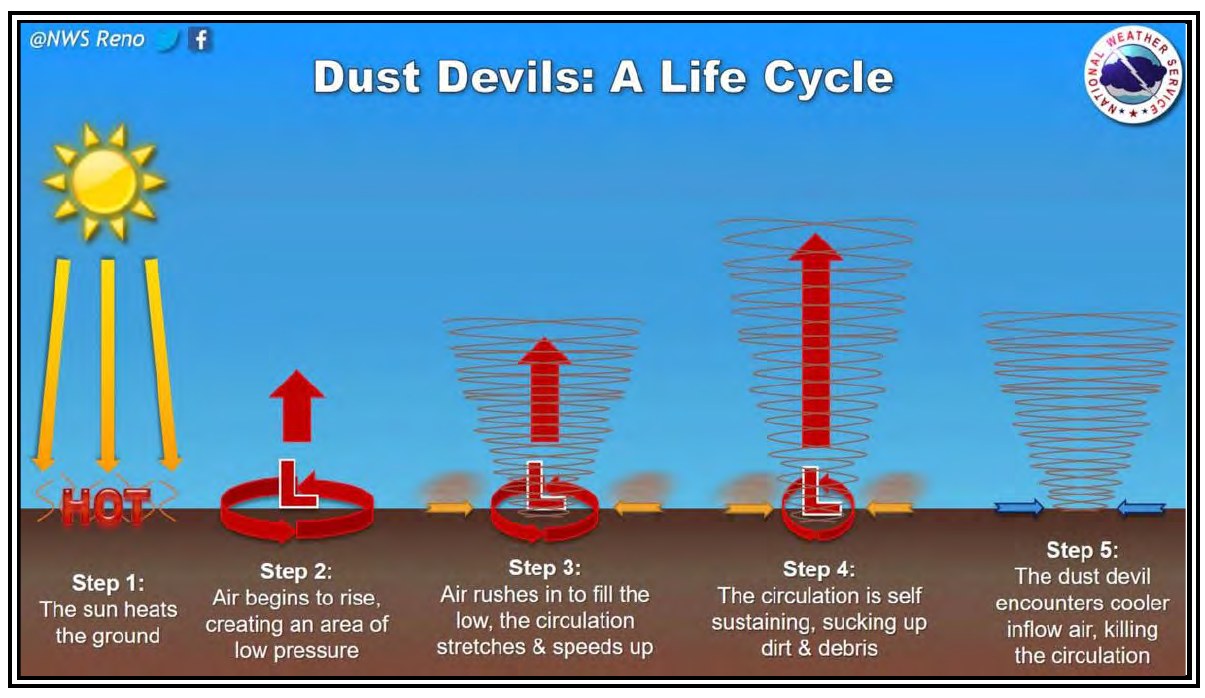 @NWS Reno
Dust Devils: A Life Cycle
NATIONAL WEATHER SERVICE
HOT
L
L
L
Step 1:
The sun heats
the ground
Step 2:
Air begins to rise,
creating an area of
low pressure
Step 3:
Air rushes in to fill the
low, the circulation
stretches & speeds up
Step 4:
The circulation is self
sustaining, sucking up
dirt & debris
Step 5:
The dust devil
encounters cooler
inflow air, killing
the circulation